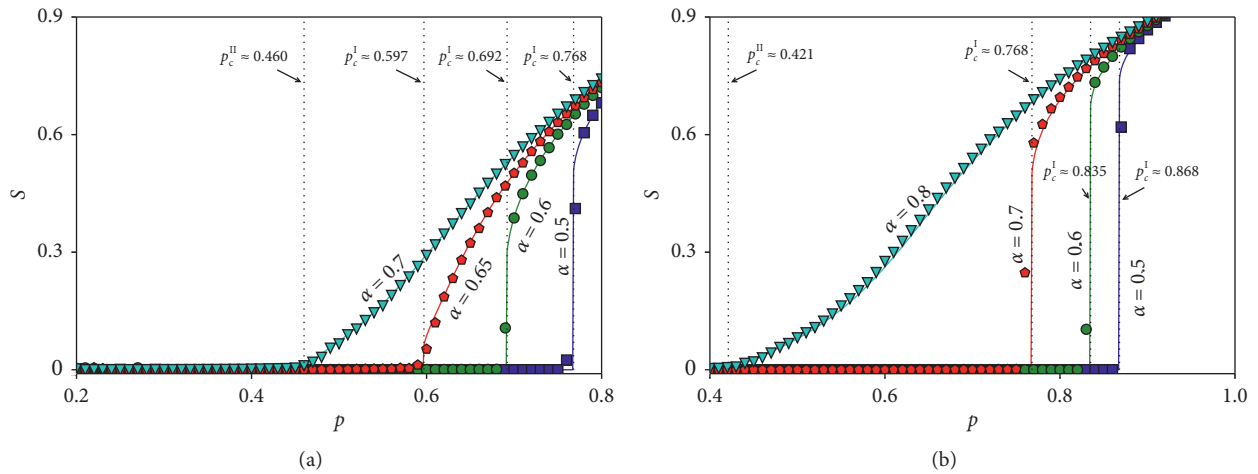 0.9
0.6
0.3
0
S
p_c^II ≈ 0.460
p_c^I ≈ 0.597
p_c^I ≈ 0.692
p_c^I ≈ 0.768
α = 0.7
α = 0.65
α = 0.6
α = 0.5
0.2
0.4
0.6
0.8
p
(a)
0.9
0.6
0.3
0
S
p_c^II ≈ 0.421
p_c^I ≈ 0.768
p_c^I ≈ 0.835
p_c^I ≈ 0.868
α = 0.8
α = 0.7
α = 0.6
α = 0.5
0.4
0.6
0.8
1.0
p
(b)